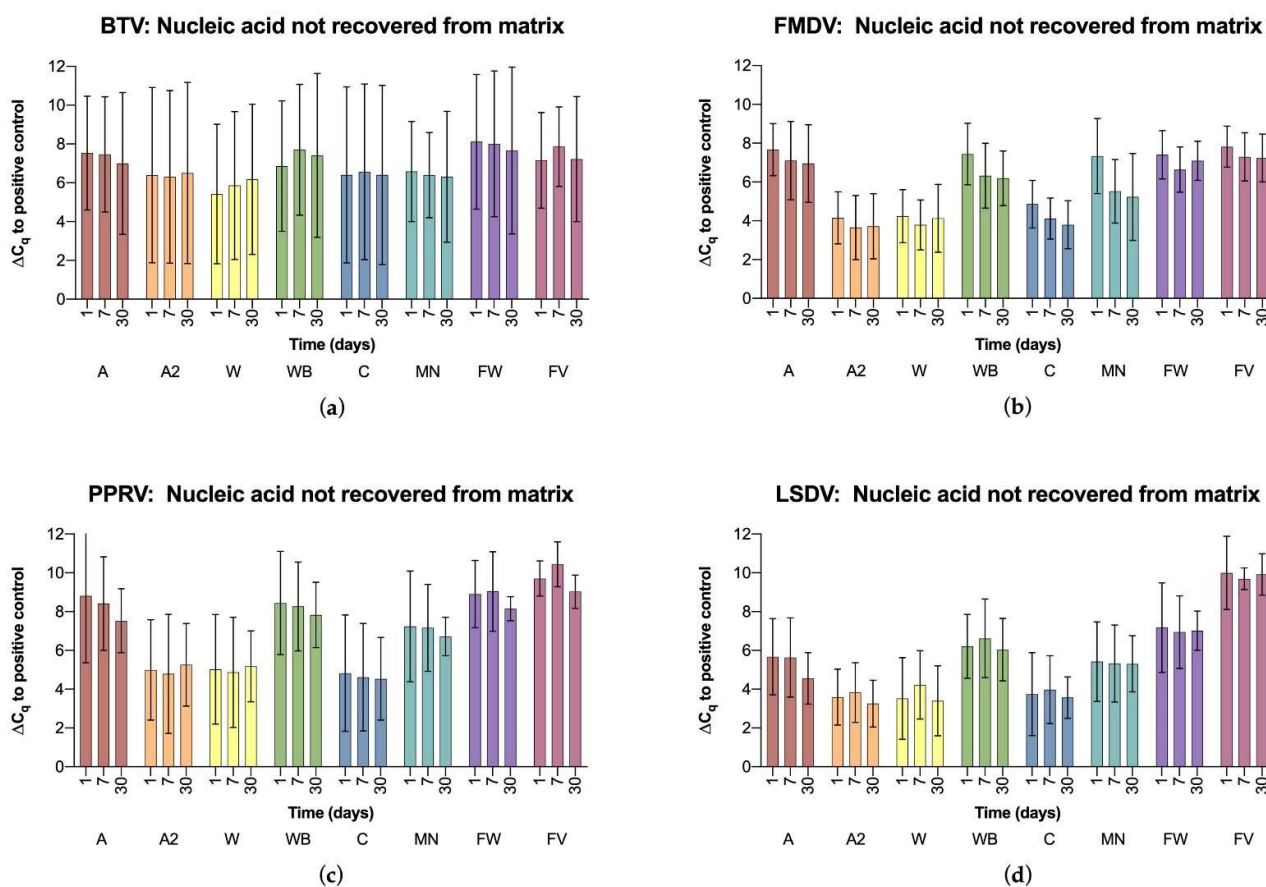 BTV: Nucleic acid not recovered from matrix
12
10
8
6
4
2
0
ΔCq to positive control
1 7 30 1 7 30 1 7 30 1 7 30 1 7 30 1 7 30 1 7 30 1 7 30
Time (days)
A A2 W WB C MN FW FV
(a)
FMDV: Nucleic acid not recovered from matrix
12
10
8
6
4
2
0
ΔCq to positive control
1 7 30 1 7 30 1 7 30 1 7 30 1 7 30 1 7 30 1 7 30 1 7 30
Time (days)
A A2 W WB C MN FW FV
(b)
PPRV: Nucleic acid not recovered from matrix
12
10
8
6
4
2
0
ΔCq to positive control
1 7 30 1 7 30 1 7 30 1 7 30 1 7 30 1 7 30 1 7 30 1 7 30
Time (days)
A A2 W WB C MN FW FV
(c)
LSDV: Nucleic acid not recovered from matrix
12
10
8
6
4
2
0
ΔCq to positive control
1 7 30 1 7 30 1 7 30 1 7 30 1 7 30 1 7 30 1 7 30 1 7 30
Time (days)
A A2 W WB C MN FW FV
(d)